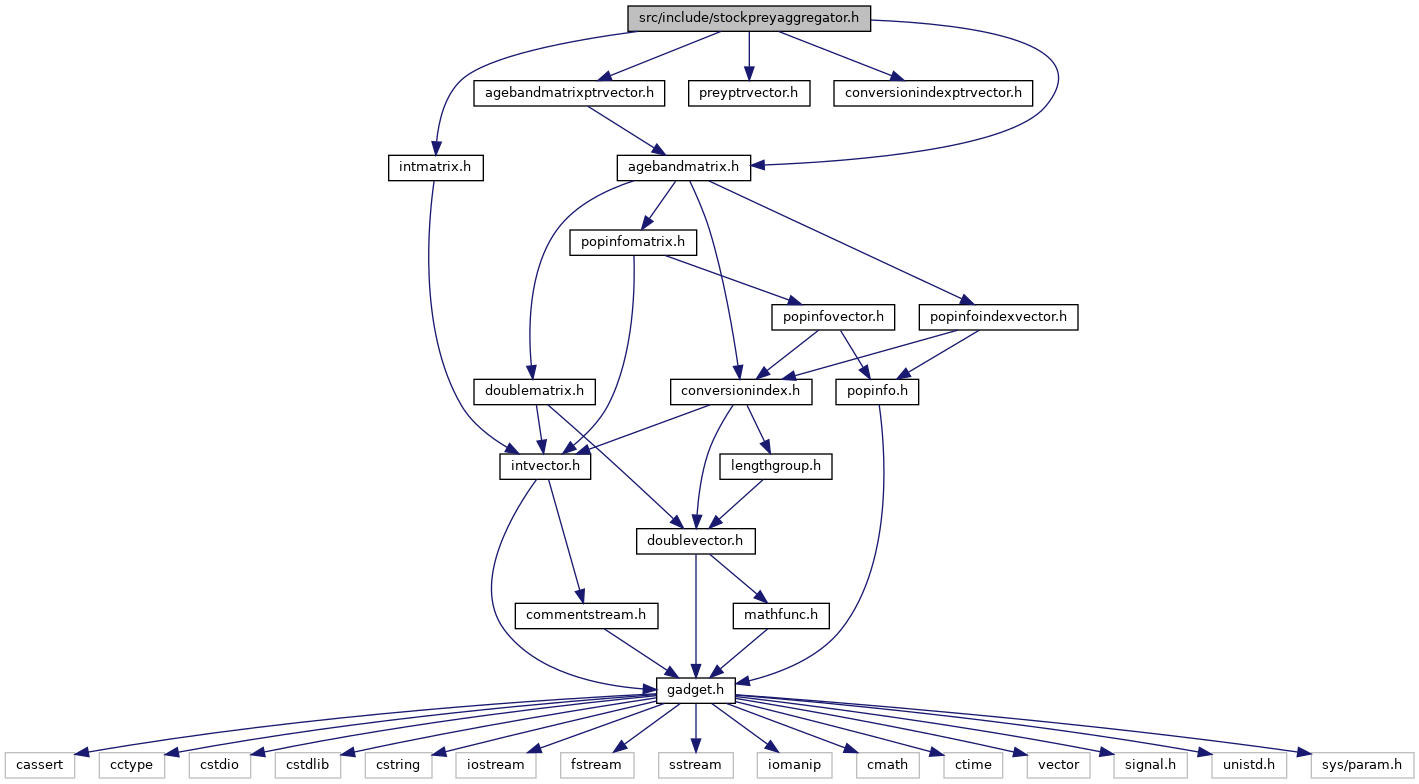 src/include/stockpreyaggregator.h
agebandmatrixptrvector.h
preyptrvector.h
conversionindexptrvector.h
intmatrix.h
agebandmatrix.h
popinfomatrix.h
popinfovector.h
popinfoindexvector.h
doublematrix.h
conversionindex.h
popinfo.h
intvector.h
lengthgroup.h
doublevector.h
commentstream.h
mathfunc.h
gadget.h
cassert
cctype
cstdio
cstdlib
cstring
iostream
fstream
sstream
iomanip
cmath
ctime
vector
signal.h
unistd.h
sys/param.h